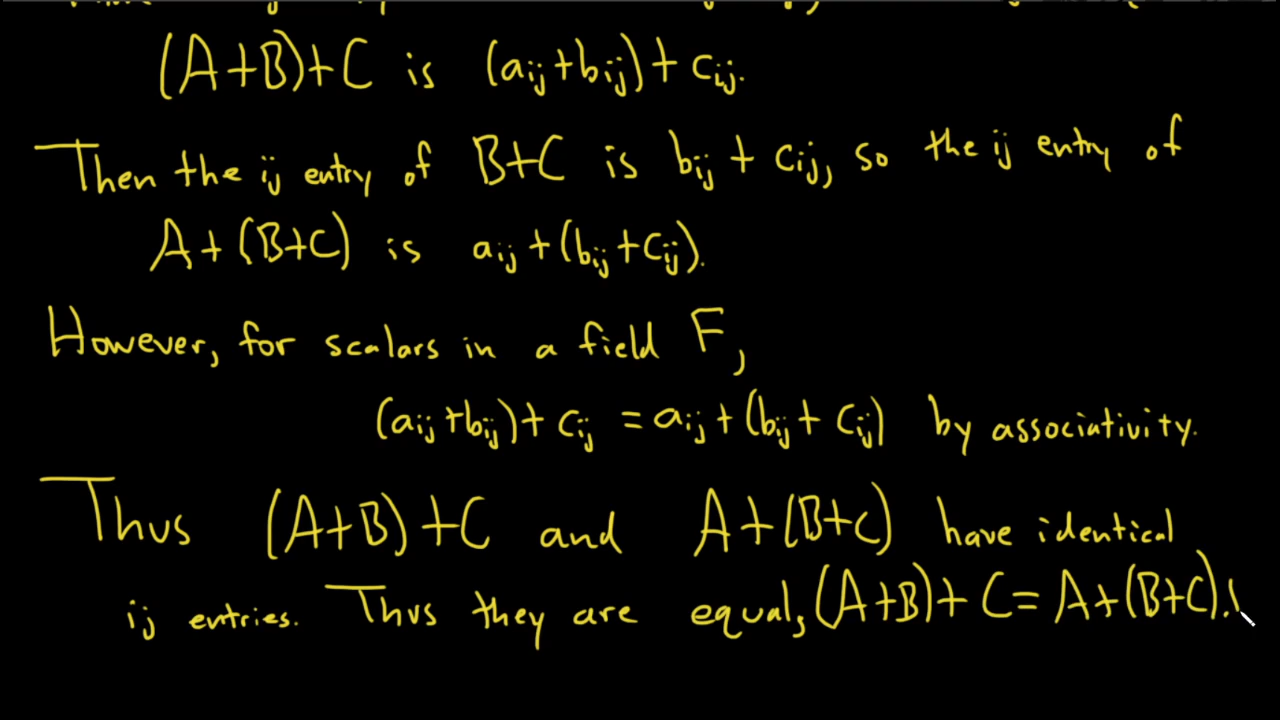 (A+B)+C is (aij+bij)+cij.
Then the ij entry of B+C is bij + cij, so the ij entry of
A+(B+C) is aij+(bij+cij).
However, for scalars in a field F,
(aij+bij)+cij = aij+(bij+cij) by associativity.
Thus (A+B)+C and A+(B+C) have identical
ij entries. Thus they are equal, (A+B)+C=A+(B+C).